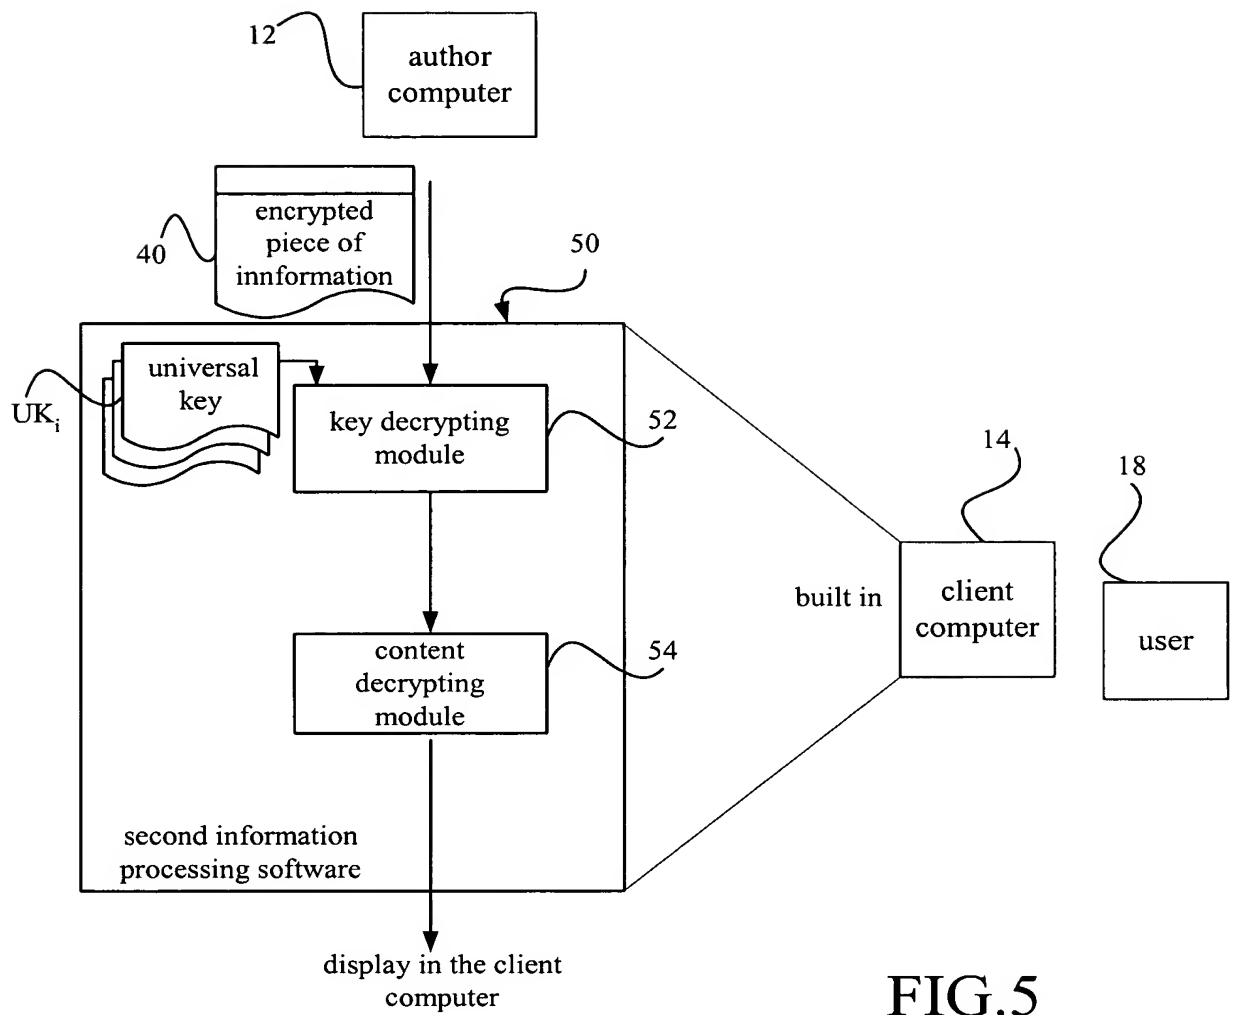 12
author
computer
encrypted
piece of
innformation
40
50
universal
key
UKi
key decrypting
module
52
14
18
built in
client
computer
user
content
decrypting
module
54
second information
processing software
display in the client
computer
FIG.5